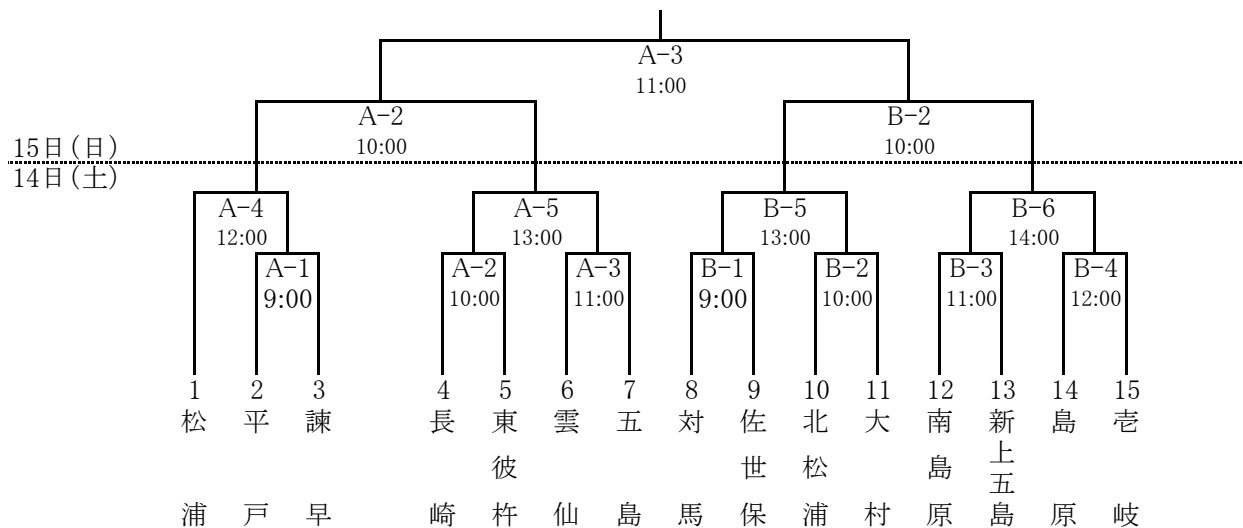 A-3
11:00
A-2
10:00
B-2
10:00
15日(日)
14日(土)
A-4
12:00
A-5
13:00
B-5
13:00
B-6
14:00
A-1
9:00
A-2
10:00
A-3
11:00
B-1
9:00
B-2
10:00
B-3
11:00
B-4
12:00
1
松浦
2
平戸
3
諫早
4
長崎
5
東彼杵
6
雲仙
7
五島
8
対馬
9
佐世保
10
北松浦
11
大村
12
南島原
13
新上五島
14
島原
15
壱岐